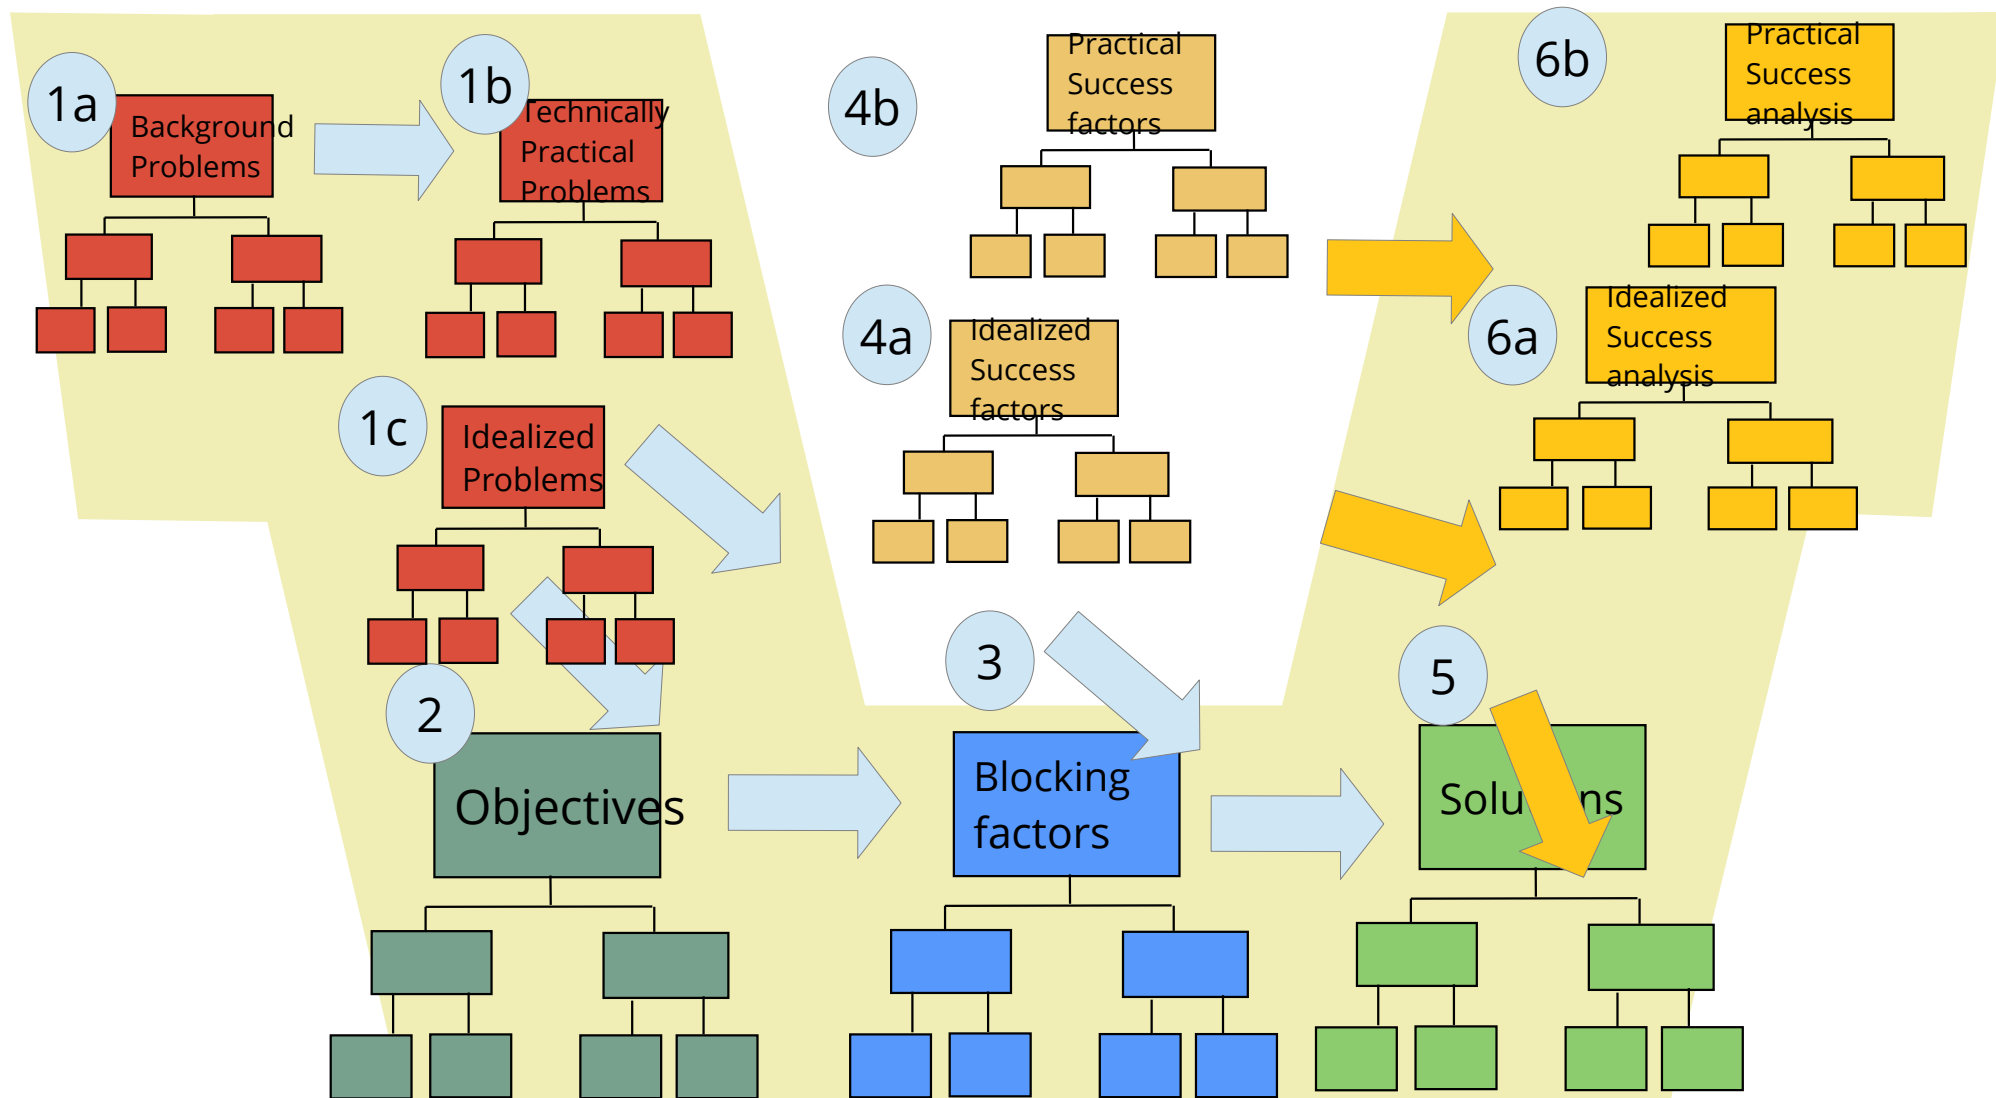 1a
Background
Problems
1b
Technically
Practical
Problems
1c
Idealized
Problems
2
Objectives
3
Blocking
factors
4b
Practical
Success
factors
4a
Idealized
Success
factors
5
6b
Practical
Success
analysis
6a
Idealized
Success
analysis